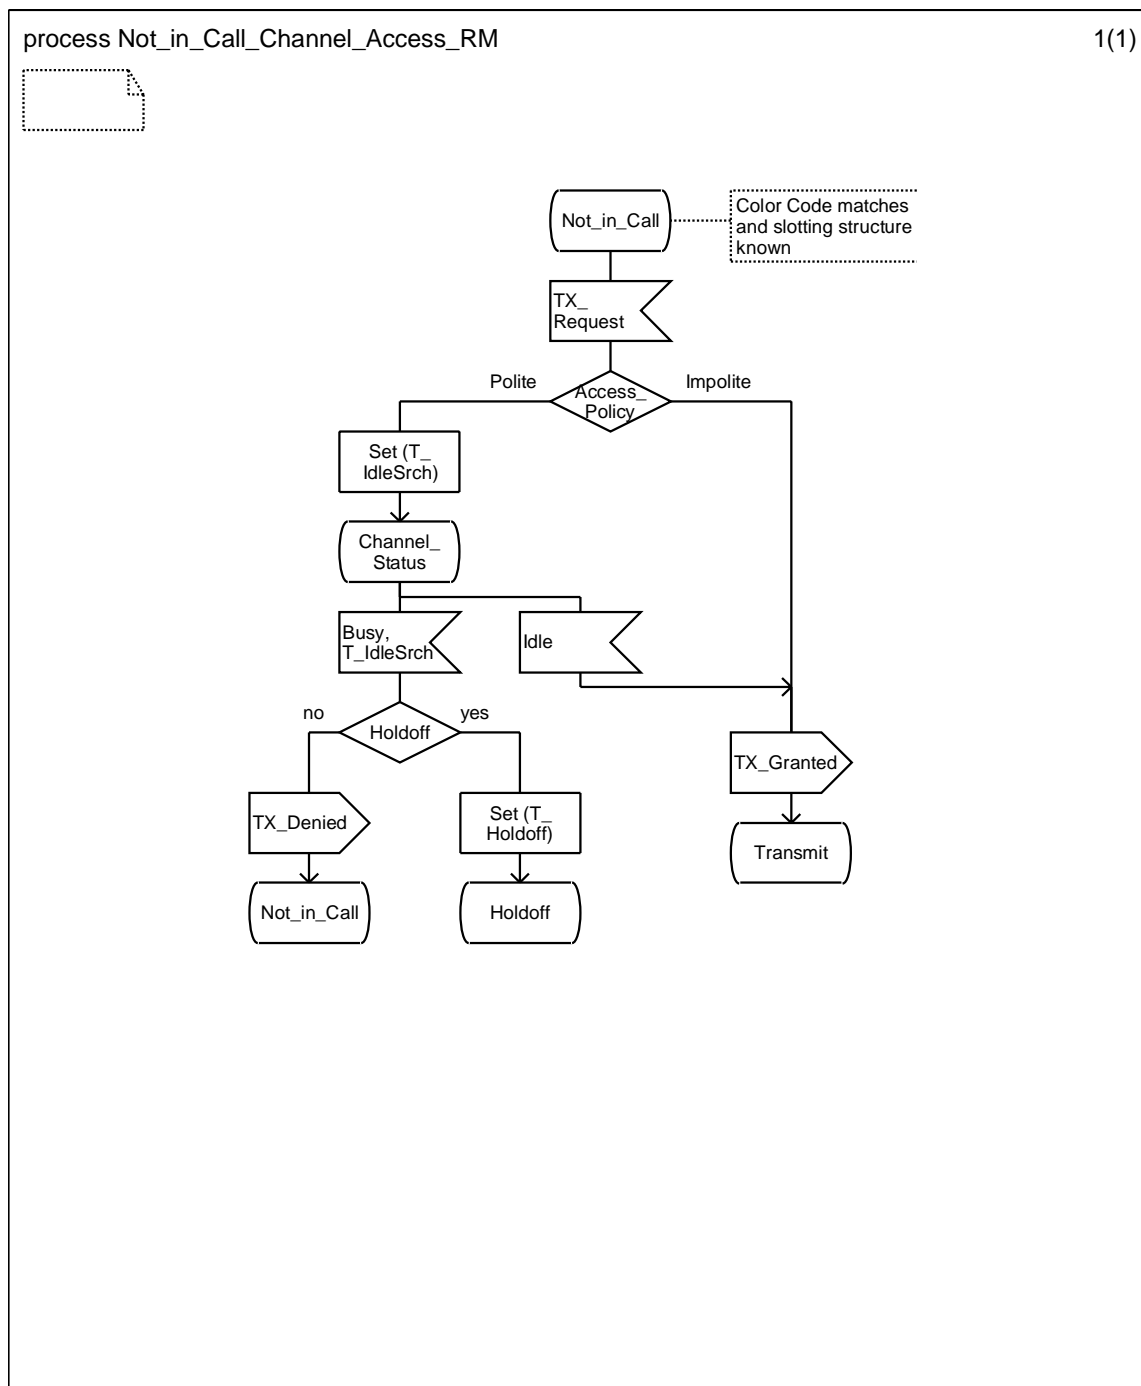 process Not_in_Call_Channel_Access_RM
1(1)
Not_in_Call
Color Code matches
and slotting structure
known
TX_
Request
Polite
Impolite
Access_
Policy
Set (T_
IdleSrch)
Channel_
Status
Busy,
T_IdleSrch
Idle
no
yes
Holdoff
TX_Granted
TX_Denied
Set (T_
Holdoff)
Transmit
Not_in_Call
Holdoff